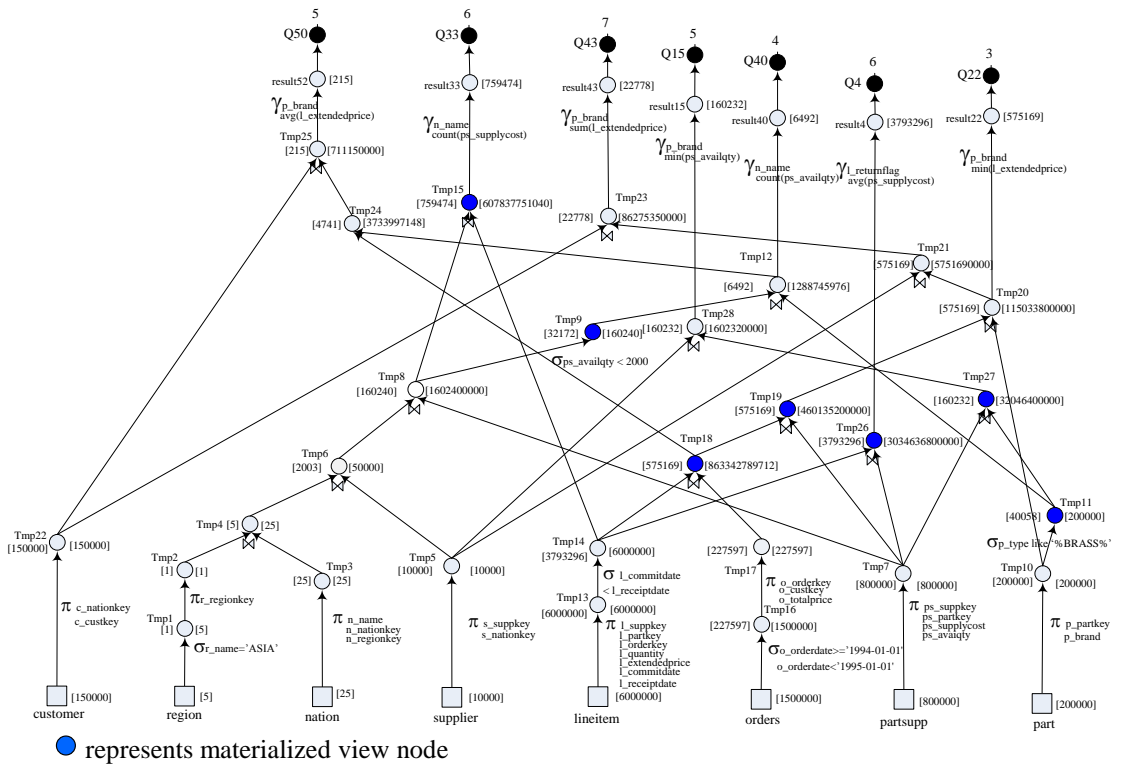 5 6 7 5 4 6 3
Q50 Q33 Q43 Q15 Q40 Q4 Q22
result52 [215]
result33 [759474]
result43 [22778]
result15 [160232]
result40 [6492]
result4 [3793296]
result22 [575169]
γp_brand
avg(l_extendedprice)
γn_name
count(ps_supplycost)
γp_brand
sum(l_extendedprice)
γp_brand
min(ps_availqty)
γn_name
count(ps_availqty)
γl_returnflag
avg(ps_supplycost)
γp_brand
min(l_extendedprice)
Tmp25
[215] [711150000]
Tmp15
[759474] [607837751040]
Tmp24
[4741] [3733997148]
Tmp23
[22778] [86275350000]
Tmp21
[575169] [5751690000]
Tmp12
[6492] [1288745976]
Tmp20
[575169] [115033800000]
Tmp9
[32172] [160240]
Tmp28
[160232] [1602320000]
σps_availqty < 2000
Tmp8
[160240] [1602400000]
Tmp27
[160232] [32046400000]
Tmp19
[575169] [460135200000]
Tmp26
[3793296] [3034636800000]
Tmp18
[575169] [863342789712]
Tmp6
[2003] [50000]
Tmp11
[40058] [200000]
σp_type like ‘%BRASS%’
Tmp4 [5] [25]
Tmp22
[150000] [150000]
Tmp14
[3793296] [6000000]
[227597] [227597]
Tmp17
Tmp2
[1] [1]
Tmp3
[25] [25]
Tmp5
[10000] [10000]
Tmp7
[800000] [800000]
Tmp10
[200000] [200000]
σ l_commitdate
< l_receiptdate
Tmp13
[6000000] [6000000]
π o_orderkey
o_custkey
o_totalprice
Tmp16
[227597] [1500000]
πr_regionkey
Tmp1
[1] [5]
σr_name='ASIA'
π c_nationkey
c_custkey
π n_name
n_nationkey
n_regionkey
π s_suppkey
s_nationkey
π l_suppkey
l_partkey
l_orderkey
l_quantity
l_extendedprice
l_commitdate
l_receiptdate
σo_orderdate>='1994-01-01'
o_orderdate<'1995-01-01'
π ps_suppkey
ps_partkey
ps_supplycost
ps_avaiqty
π p_partkey
p_brand
[150000] [5] [25] [10000] [6000000] [1500000] [800000] [200000]
customer region nation supplier lineitem orders partsupp part
represents materialized view node